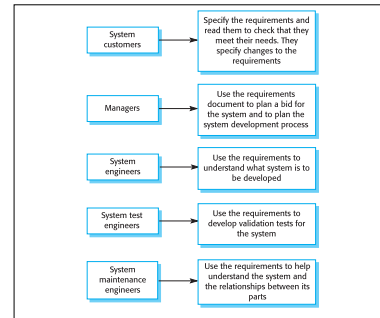 System
customers
Specify the requirements and
read them to check that they
meet their needs. They
specify changes to the
requirements
Managers
Use the requirements
document to plan a bid for
the system and to plan the
system development process
System
engineers
Use the requirements to
understand what system is to
be developed
System test
engineers
Use the requirements to
develop validation tests for
the system
System
maintenance
engineers
Use the requirements to help
understand the system and
the relationships between its
parts